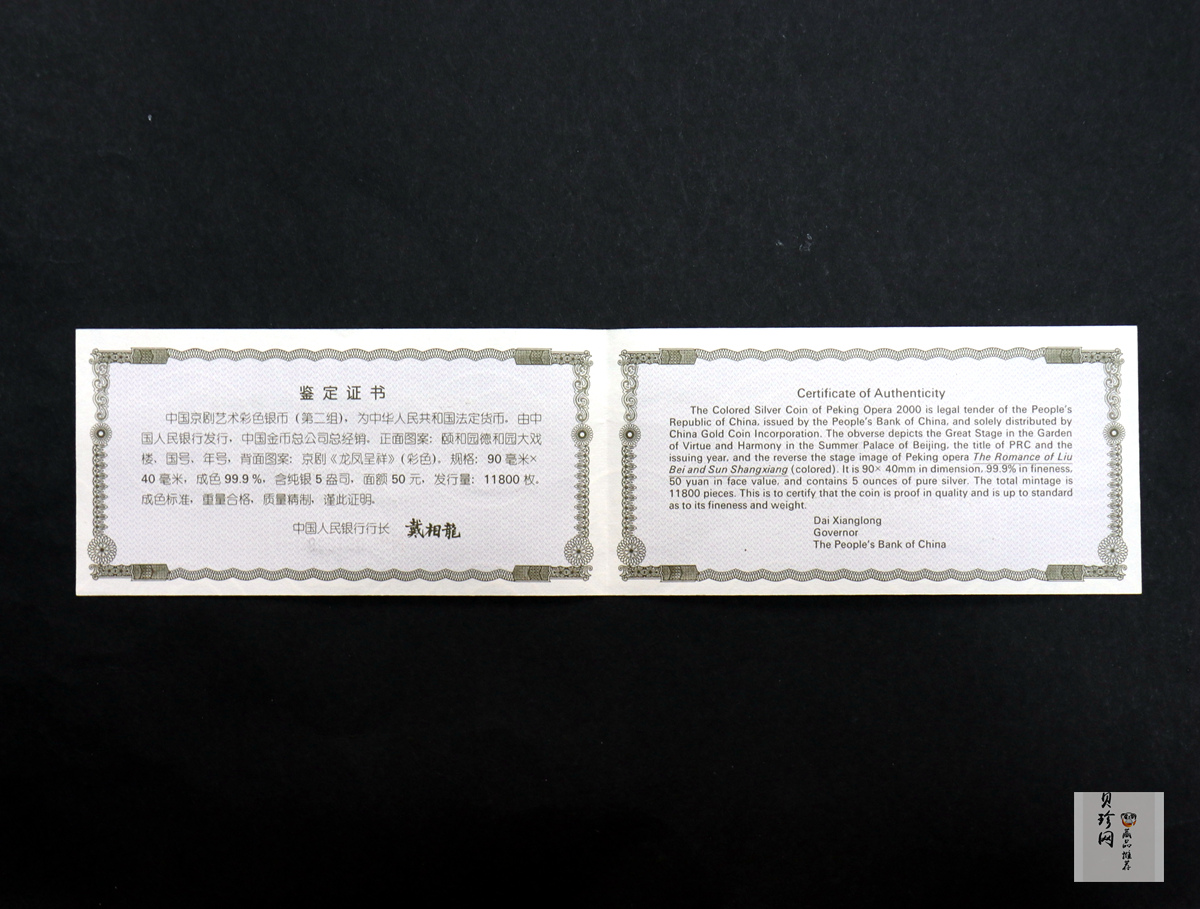 鉴定证书
中国京剧艺术彩色银币（第二组），为中华人民共和国法定货币，由中
国人民银行发行，中国金币总公司总经销，正面图案：颐和园德和园大戏
楼、国号、年号，背面图案：京剧《龙凤呈祥》（彩色），规格：90毫米×
40毫米，成色99.9%，含纯银5盎司，面额50元，发行量：11800枚，
成色标准，重量合格，质量精制，谨此证明。
中国人民银行行长 戴相龍
Certificate of Authenticity
The Colored Silver Coin of Peking Opera 2000 is legal tender of the People's
Republic of China, issued by the People's Bank of China, and solely distributed by
China Gold Coin Incorporation. The obverse depicts the Great Stage in the Garden
of Virtue and Harmony in the Summer Palace of Beijing, the title of PRC and the
issuing year, and the reverse the stage image of Peking opera The Romance of Liu
Bei and Sun Shangxiang (colored). It is 90× 40mm in dimension, 99.9% in fineness,
50 yuan in face value, and contains 5 ounces of pure silver. The total mintage is
11800 pieces. This is to certify that the coin is proof in quality and is up to standard
as to its fineness and weight.
Dai Xianglong
Governor
The People's Bank of China
贝珍网
藏品推荐